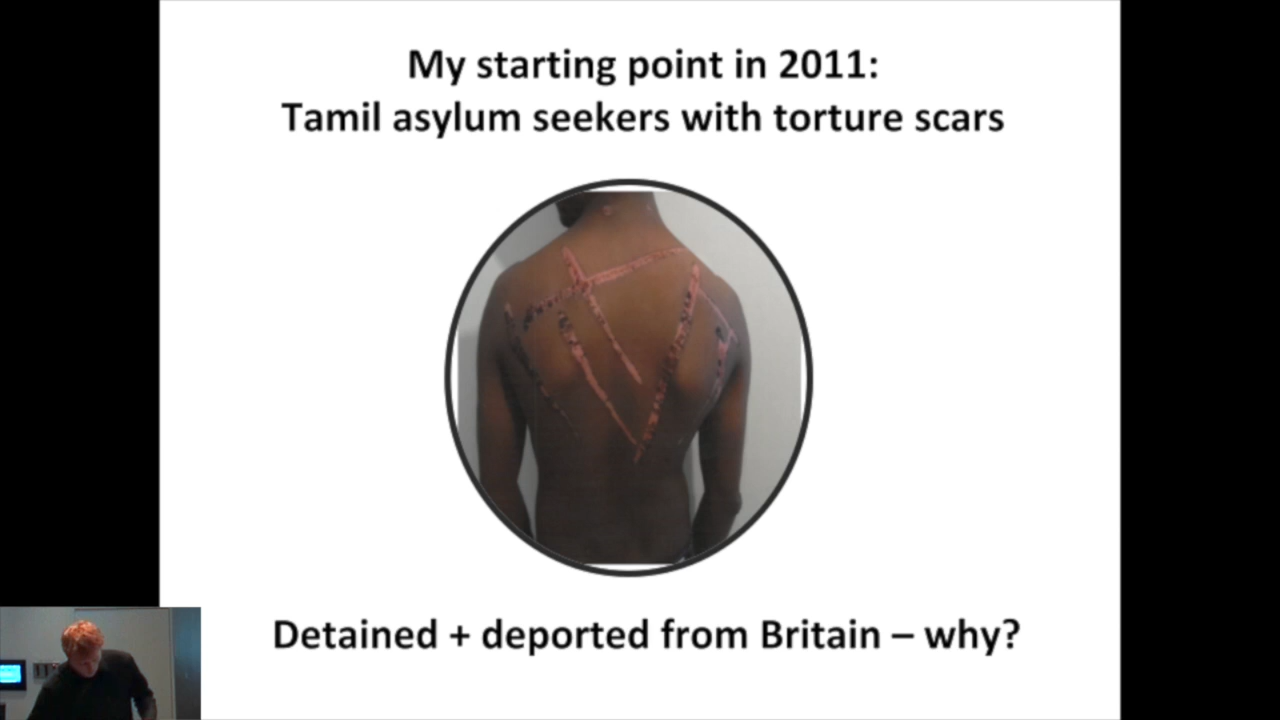 My starting point in 2011:
Tamil asylum seekers with torture scars
Detained + deported from Britain – why?